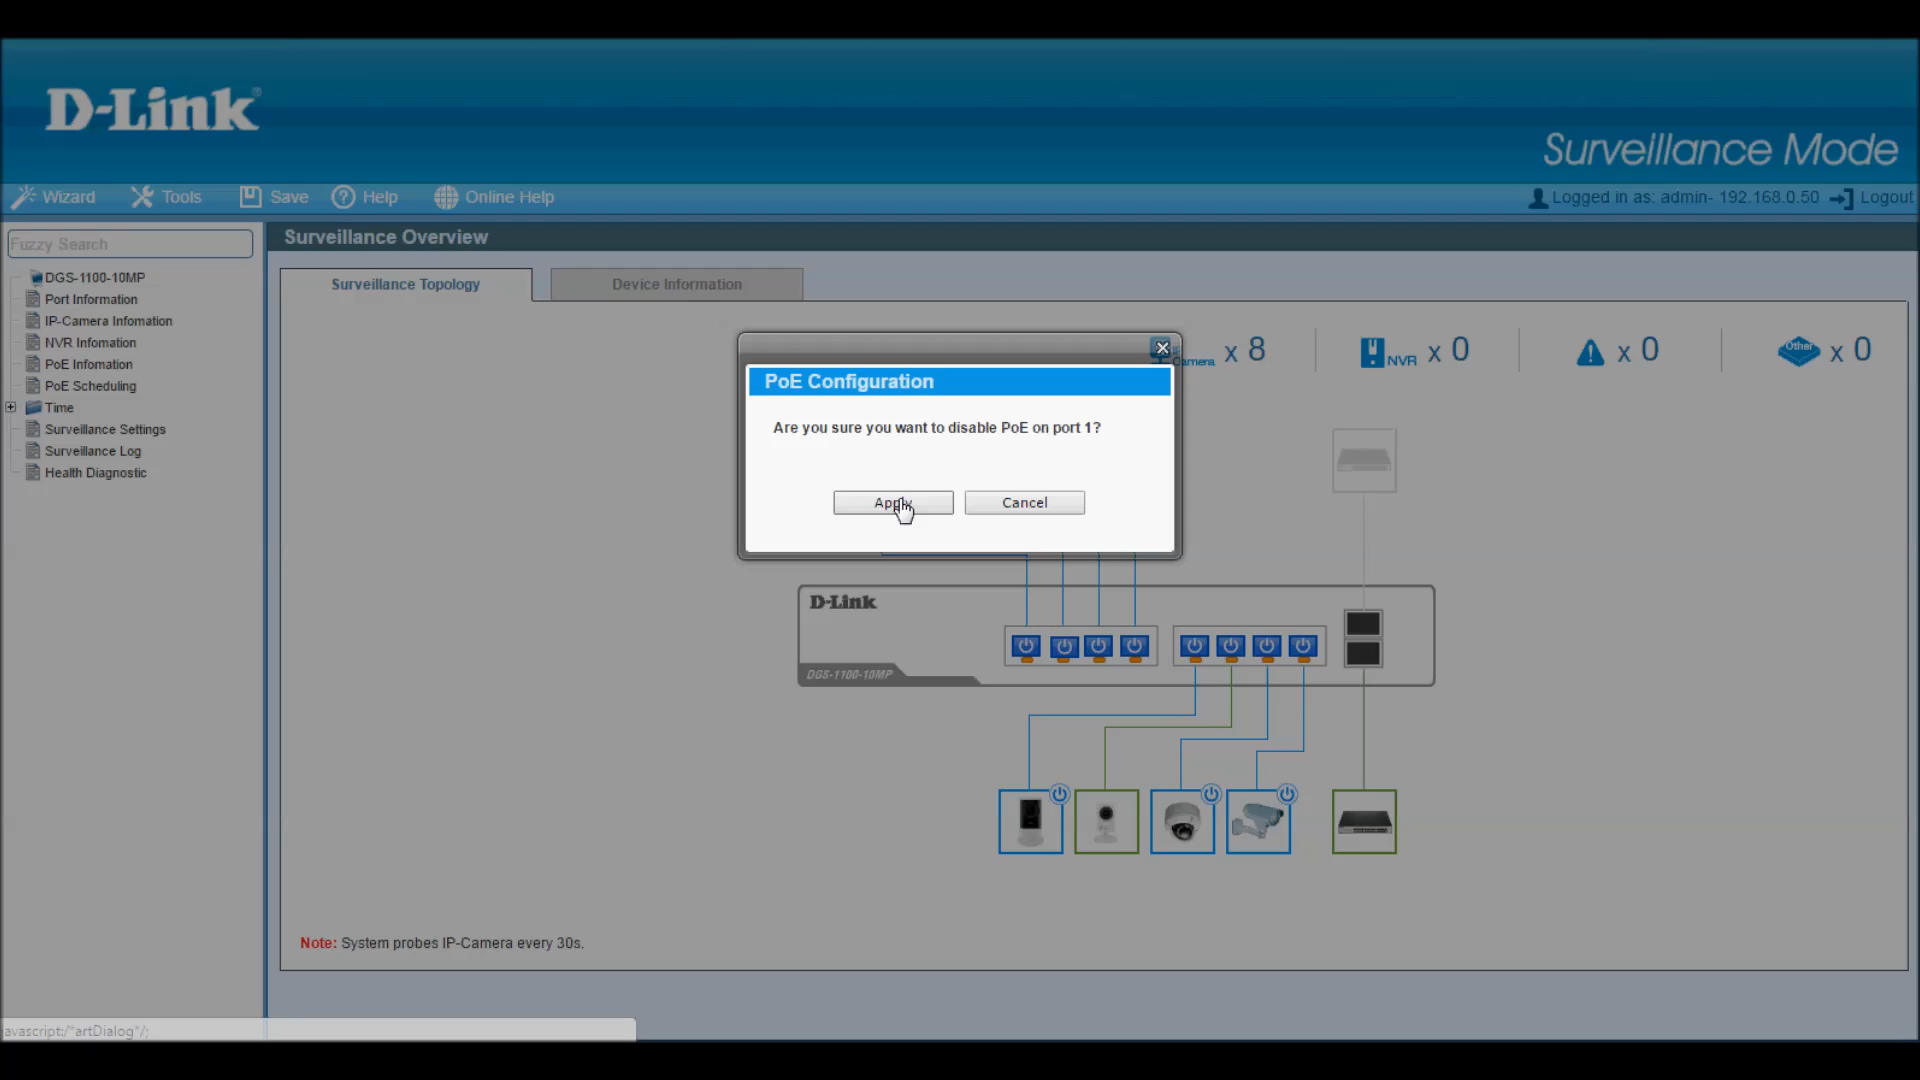 D-Link
Surveillance Mode
Wizard Tools Save Help Online Help Logged in as: admin- 192.168.0.50 Logout
Fuzzy Search
DGS-1100-10MP
Port Information
IP-Camera Infomation
NVR Infomation
PoE Infomation
PoE Scheduling
Time
Surveillance Settings
Surveillance Log
Health Diagnostic
Surveillance Overview
Surveillance Topology Device Information
x 8 NVR x 0 x 0 Other x 0
PoE Configuration
Are you sure you want to disable PoE on port 1?
Apply Cancel
D-Link
DGS-1100-10MP
Note: System probes IP-Camera every 30s.
javascript:/*artDialog*/;